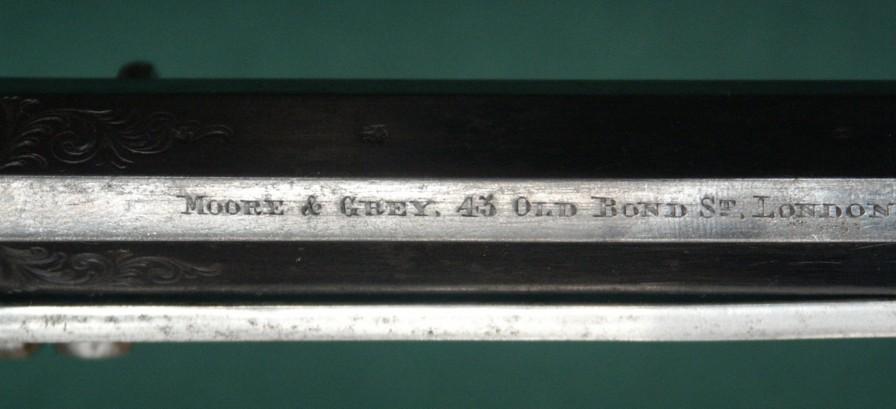 MOORE & GREY, 43 OLD BOND ST, LONDON